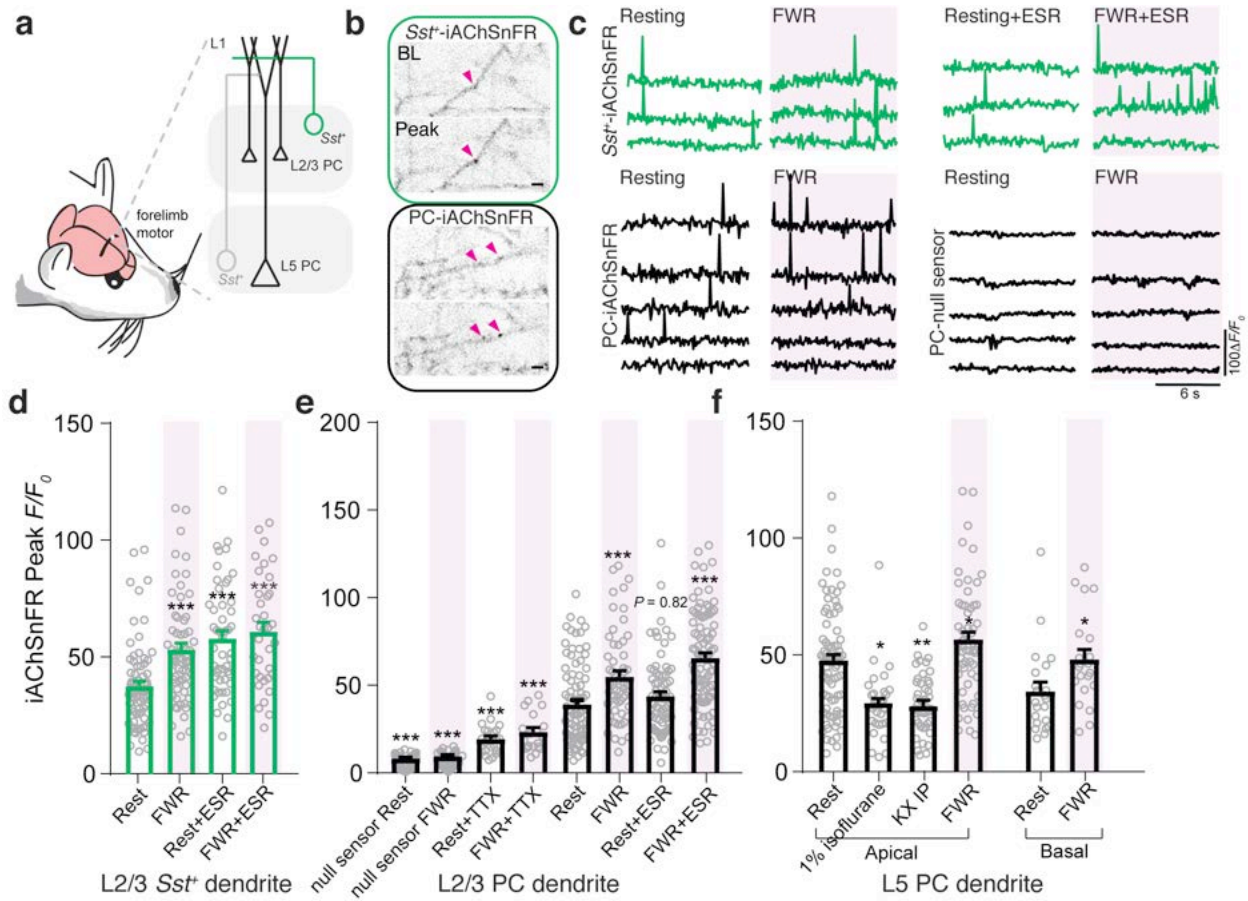 a
L1
Sst⁺
L2/3 PC
forelimb
motor
Sst⁺
L5 PC
b
Sst⁺-iAChSnFR
BL
Peak
PC-iAChSnFR
c
Resting
FWR
Resting+ESR
FWR+ESR
Sst⁺-iAChSnFR
Resting
FWR
Resting
FWR
PC-iAChSnFR
PC-null sensor
100ΔF/F₀
6 s
d
iAChSnFR Peak F/F₀
150
100
50
0
***
***
***
Rest
FWR
Rest+ESR
FWR+ESR
L2/3 Sst⁺ dendrite
e
200
150
100
50
0
***
***
***
***
***
P = 0.82
***
null sensor Rest
null sensor FWR
Rest+TTX
FWR+TTX
Rest
FWR
Rest+ESR
FWR+ESR
L2/3 PC dendrite
f
150
100
50
0
*
**
*
*
Rest
1% isoflurane
KX IP
FWR
Rest
FWR
Apical
Basal
L5 PC dendrite